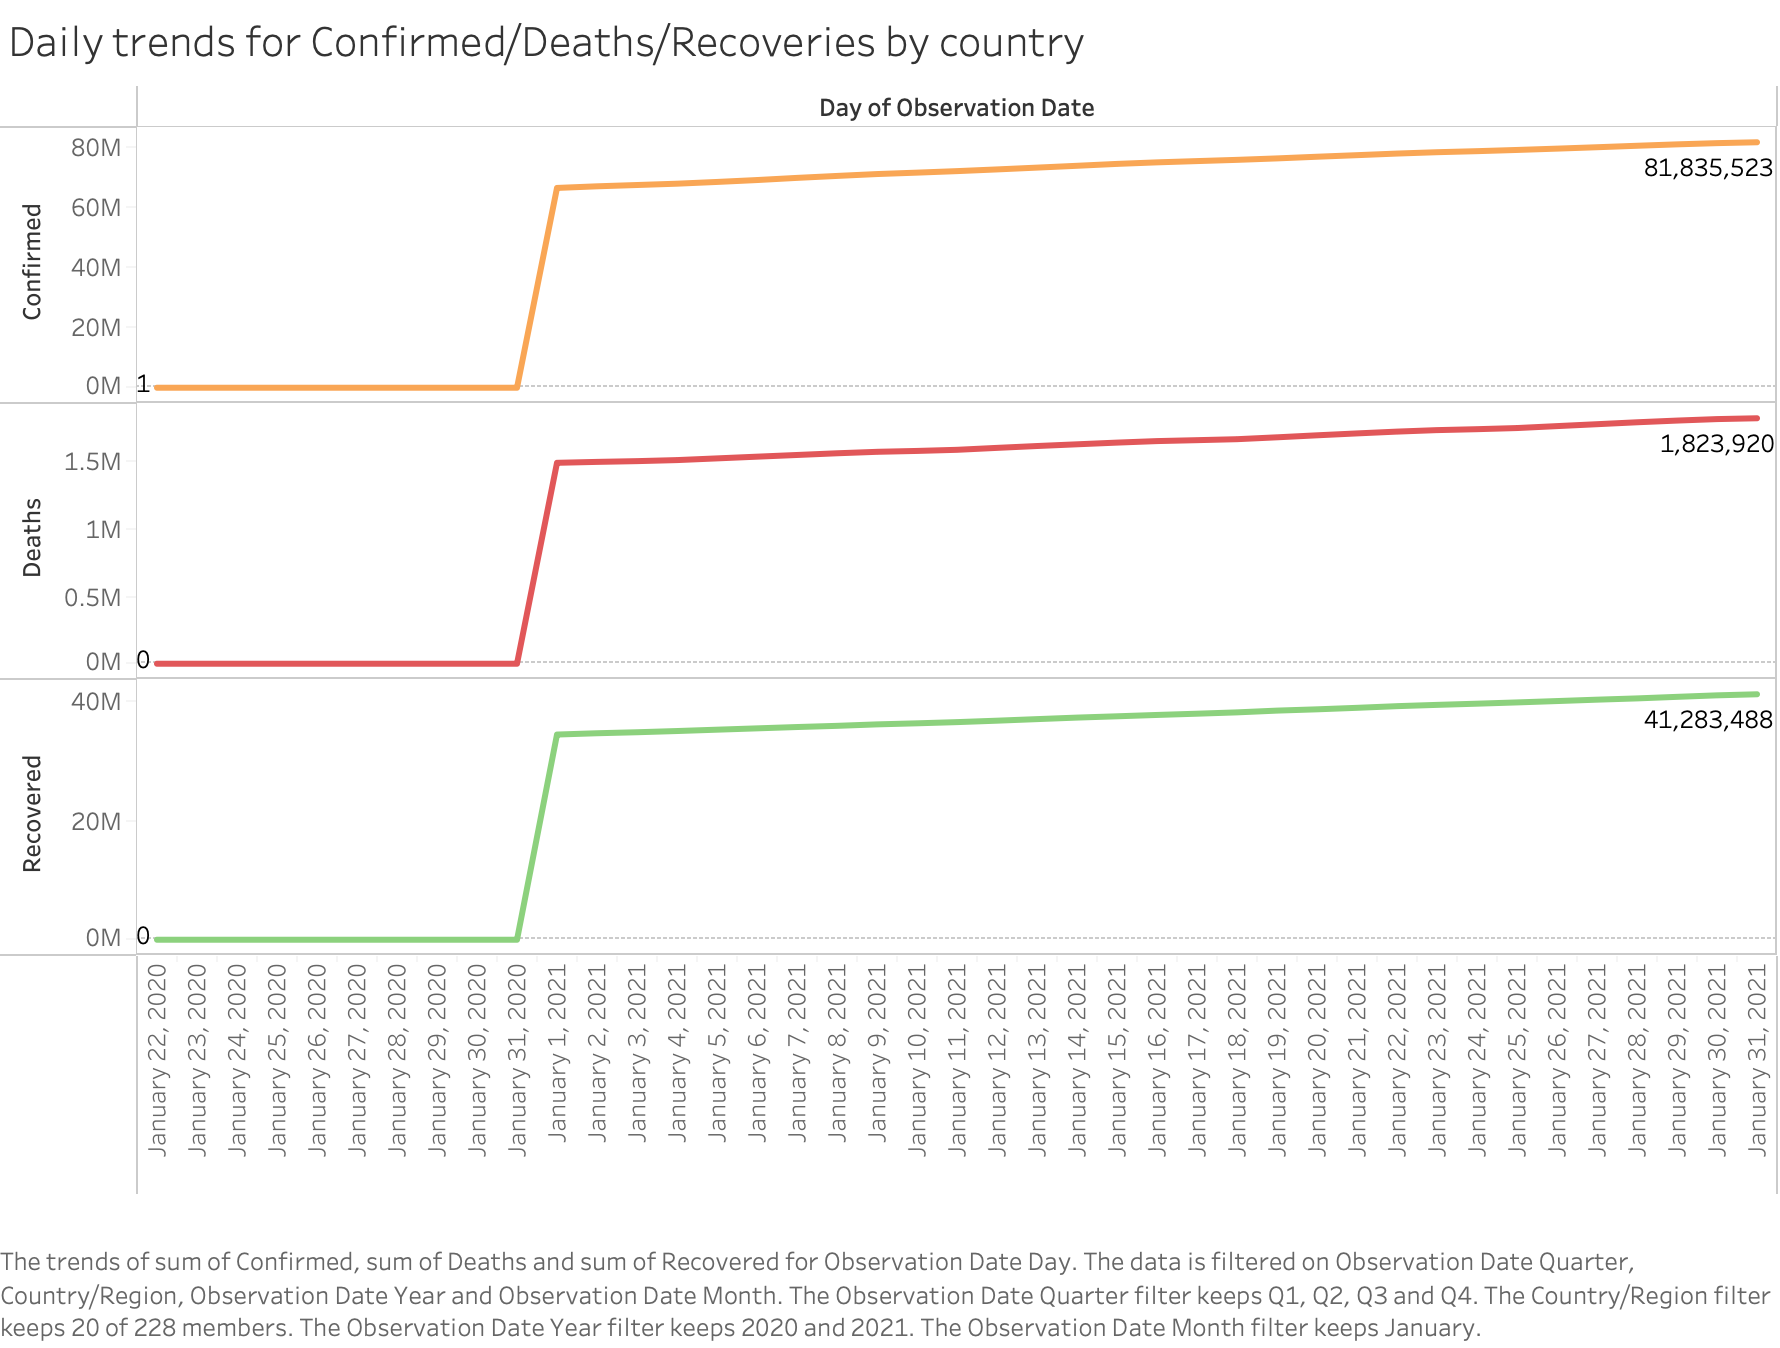 Daily trends for Confirmed/Deaths/Recoveries by country
Day of Observation Date
Confirmed
80M
60M
40M
20M
0M
1
81,835,523
Deaths
1.5M
1M
0.5M
0M
0
1,823,920
Recovered
40M
20M
0M
0
41,283,488
January 22, 2020
January 23, 2020
January 24, 2020
January 25, 2020
January 26, 2020
January 27, 2020
January 28, 2020
January 29, 2020
January 30, 2020
January 31, 2020
January 1, 2021
January 2, 2021
January 3, 2021
January 4, 2021
January 5, 2021
January 6, 2021
January 7, 2021
January 8, 2021
January 9, 2021
January 10, 2021
January 11, 2021
January 12, 2021
January 13, 2021
January 14, 2021
January 15, 2021
January 16, 2021
January 17, 2021
January 18, 2021
January 19, 2021
January 20, 2021
January 21, 2021
January 22, 2021
January 23, 2021
January 24, 2021
January 25, 2021
January 26, 2021
January 27, 2021
January 28, 2021
January 29, 2021
January 30, 2021
January 31, 2021
The trends of sum of Confirmed, sum of Deaths and sum of Recovered for Observation Date Day. The data is filtered on Observation Date Quarter,
Country/Region, Observation Date Year and Observation Date Month. The Observation Date Quarter filter keeps Q1, Q2, Q3 and Q4. The Country/Region filter
keeps 20 of 228 members. The Observation Date Year filter keeps 2020 and 2021. The Observation Date Month filter keeps January.